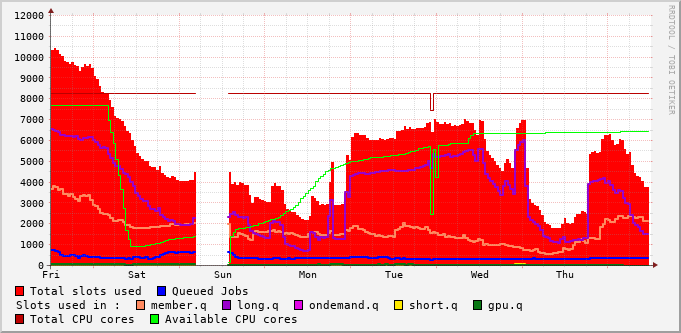 12000
11000
10000
9000
8000
7000
6000
5000
4000
3000
2000
1000
0
Fri Sat Sun Mon Tue Wed Thu
Total slots used Queued Jobs
Slots used in : member.q long.q ondemand.q short.q gpu.q
Total CPU cores Available CPU cores
RRDTOOL / TOBI OETIKER